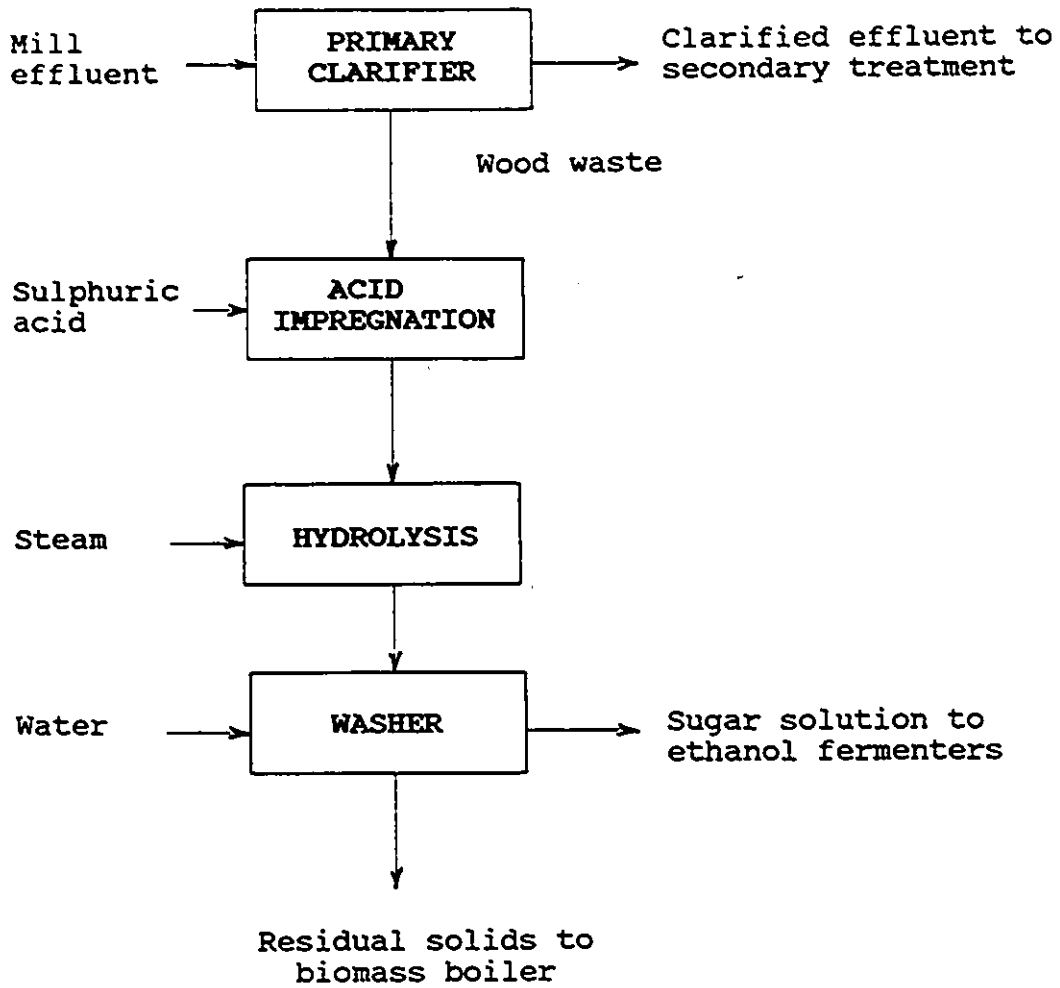 Mill
effluent
PRIMARY
CLARIFIER
Clarified effluent to
secondary treatment
Wood waste
Sulphuric
acid
ACID
IMPREGNATION
Steam
HYDROLYSIS
Water
WASHER
Sugar solution to
ethanol fermenters
Residual solids to
biomass boiler